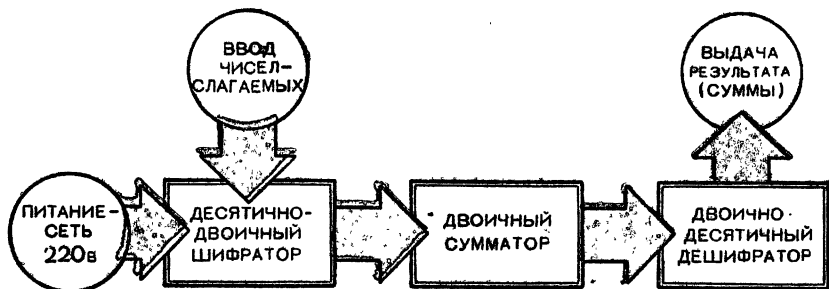 ВВОД
ЧИСЕЛ-
СЛАГАЕМЫХ
ВЫДАЧА
РЕЗУЛЬТАТА
(СУММЫ)
ПИТАНИЕ-
СЕТЬ
220в
ДЕСЯТИЧНО-
ДВОИЧНЫЙ
ШИФРАТОР
ДВОИЧНЫЙ
СУММАТОР
ДВОИЧНО-
ДЕСЯТИЧНЫЙ
ДЕШИФРАТОР